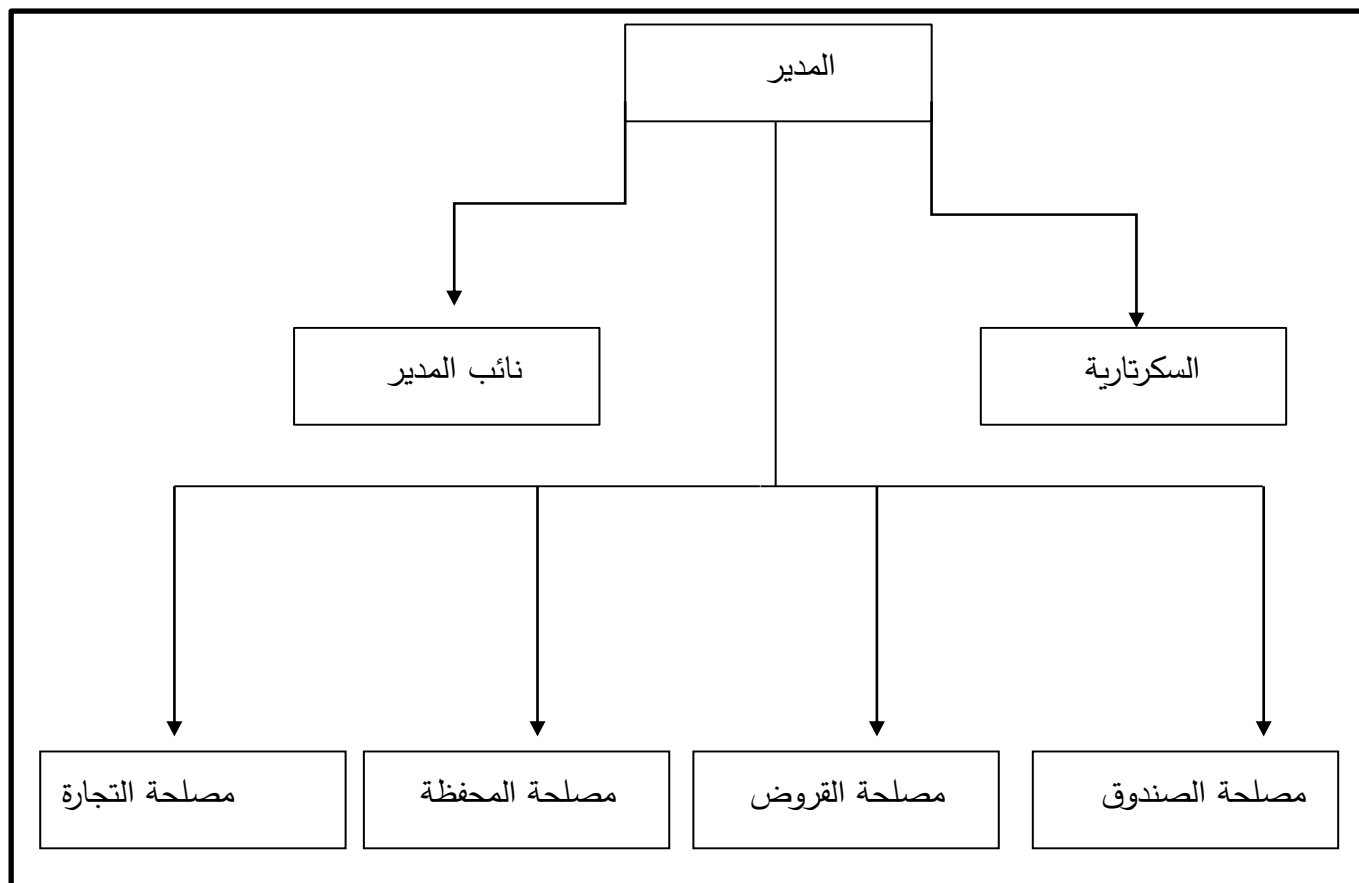 المدير
السكرتارية
نائب المدير
مصلحة الصندوق
مصلحة القروض
مصلحة المحفظة
مصلحة التجارة